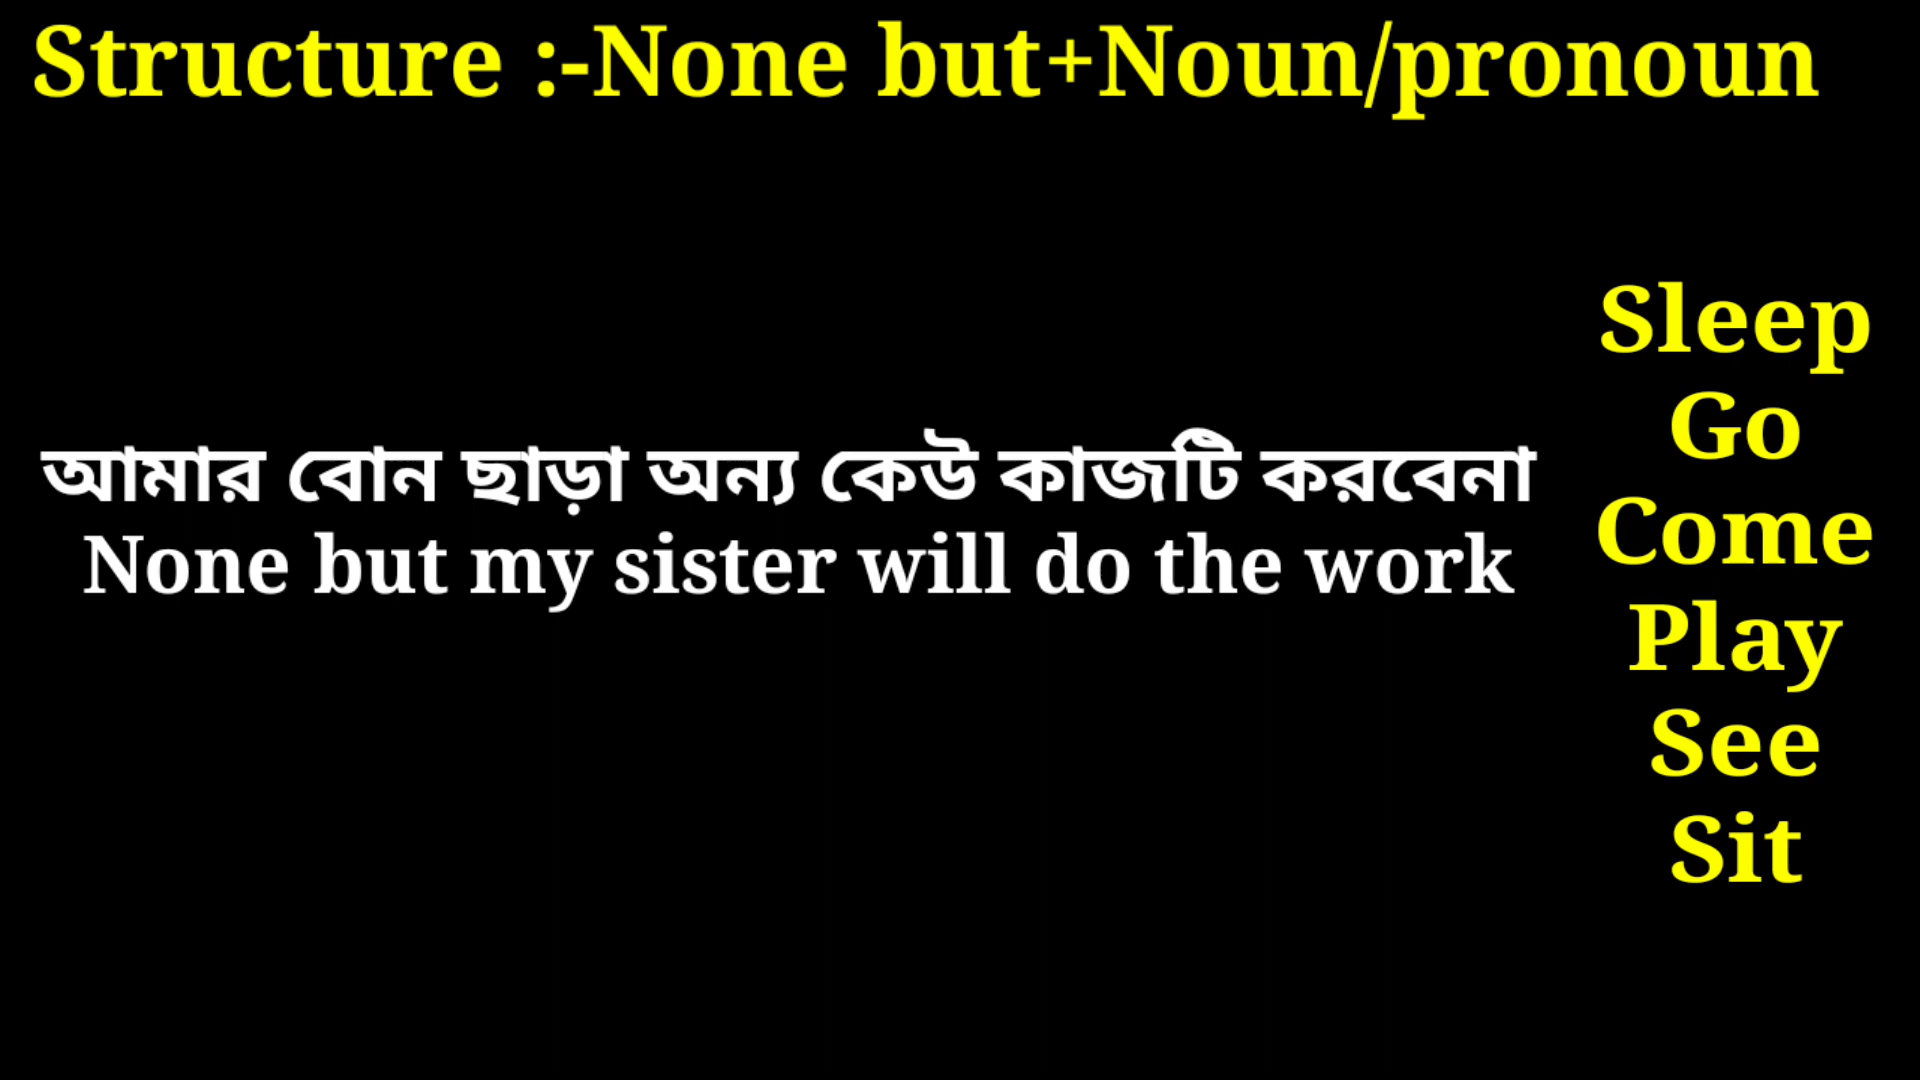 Structure :-None but+Noun/pronoun
আমার বোন ছাড়া অন্য কেউ কাজটি করবেনা
None but my sister will do the work
Sleep
Go
Come
Play
See
Sit